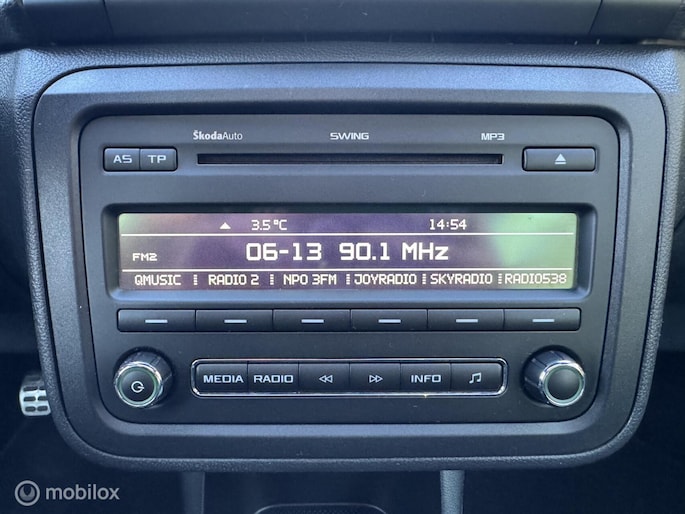 ŠkodaAuto SWING MP3
AS TP
3.5°C 14:54
FM2 06-13 90.1 MHz
QMUSIC RADIO 2 NPO 3FM JOYRADIO SKYRADIO RADIO538
MEDIA RADIO INFO
mobilox